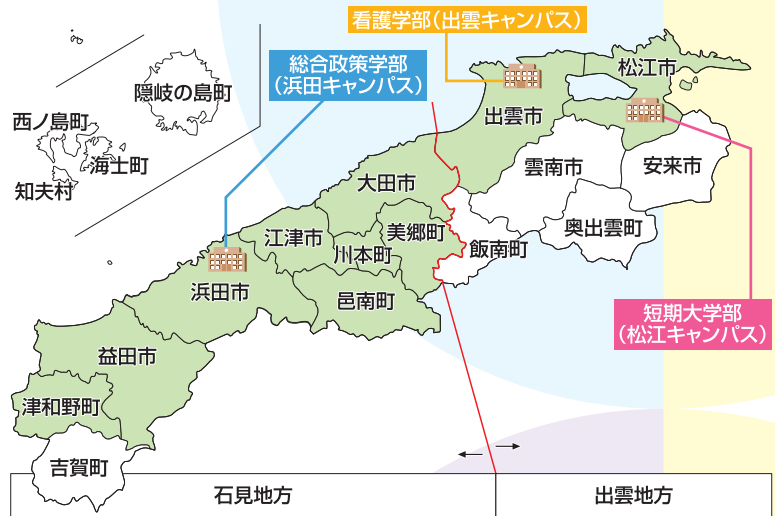 看護学部(出雲キャンパス)
総合政策学部
(浜田キャンパス)
隠岐の島町
西ノ島町
海士町
知夫村
松江市
出雲市
雲南市
安来市
大田市
奥出雲町
飯南町
美郷町
江津市
川本町
邑南町
浜田市
短期大学部
(松江キャンパス)
益田市
津和野町
吉賀町
石見地方
出雲地方